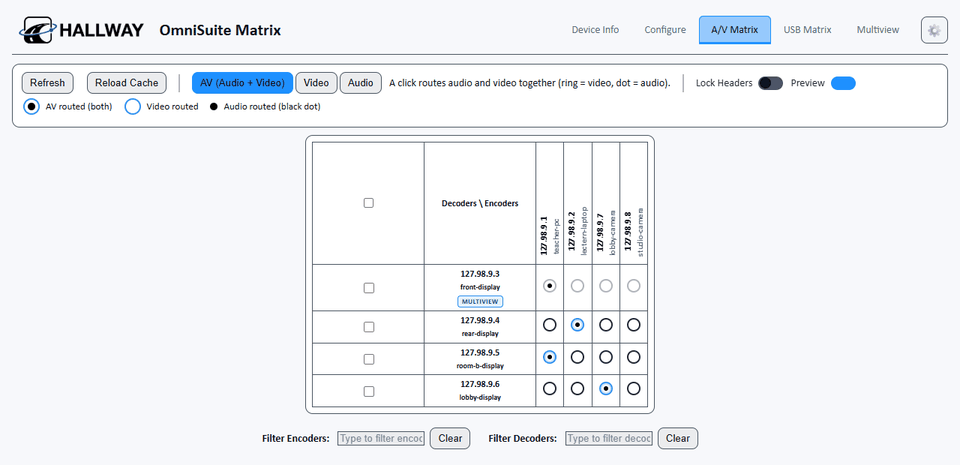 HALLWAY OmniSuite Matrix Device Info Configure A/V Matrix USB Matrix Multiview
Refresh Reload Cache AV (Audio + Video) Video Audio A click routes audio and video together (ring = video, dot = audio). Lock Headers Preview
AV routed (both) Video routed Audio routed (black dot)
Decoders \ Encoders
127.98.9.1
teacher-pc
127.98.9.2
lectern-laptop
127.98.9.7
lobby-camera
127.98.9.8
studio-camera
127.98.9.3
front-display
MULTIVIEW
127.98.9.4
rear-display
127.98.9.5
room-b-display
127.98.9.6
lobby-display
Filter Encoders: Type to filter encod Clear Filter Decoders: Type to filter decod Clear